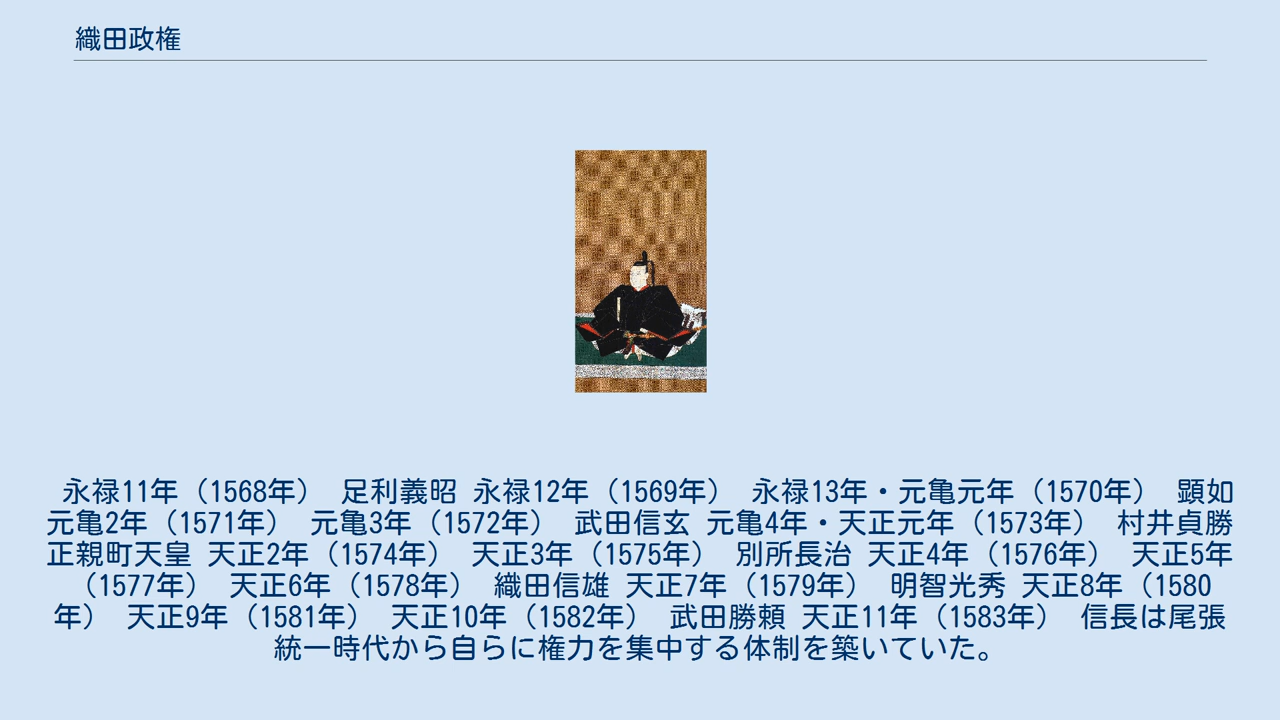 織田政権
永禄11年（1568年） 足利義昭 永禄12年（1569年） 永禄13年・元亀元年（1570年） 顕如
元亀2年（1571年） 元亀3年（1572年） 武田信玄 元亀4年・天正元年（1573年） 村井貞勝
正親町天皇 天正2年（1574年） 天正3年（1575年） 別所長治 天正4年（1576年） 天正5年
（1577年） 天正6年（1578年） 織田信雄 天正7年（1579年） 明智光秀 天正8年（1580
年） 天正9年（1581年） 天正10年（1582年） 武田勝頼 天正11年（1583年） 信長は尾張
統一時代から自らに権力を集中する体制を築いていた。